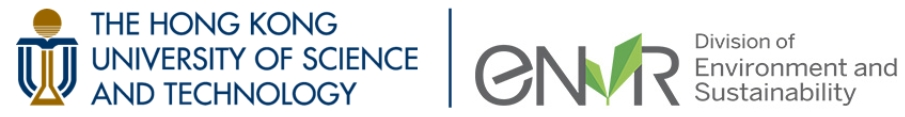 THE HONG KONG
UNIVERSITY OF SCIENCE
AND TECHNOLOGY
ENVR
Division of
Environment and
Sustainability